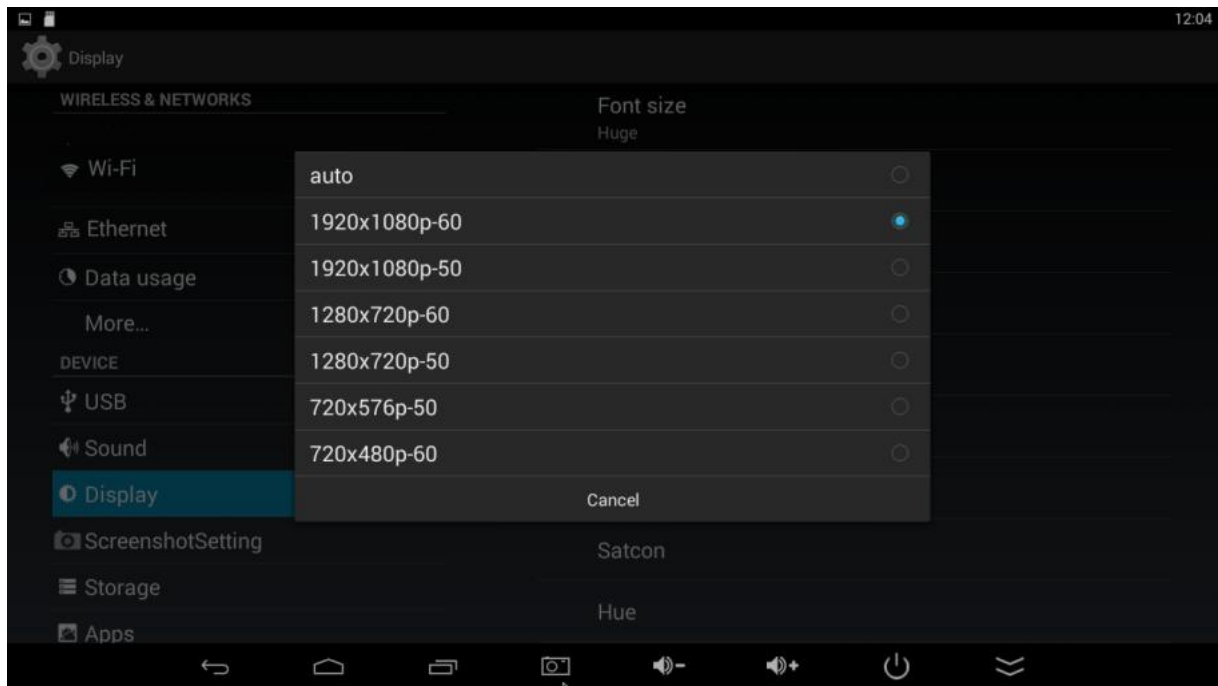 12:04
Display
WIRELESS & NETWORKS
Wi-Fi
Ethernet
Data usage
More...
DEVICE
USB
Sound
Display
ScreenshotSetting
Storage
Apps
Font size
Huge
auto
1920x1080p-60
1920x1080p-50
1280x720p-60
1280x720p-50
720x576p-50
720x480p-60
Cancel
Satcon
Hue